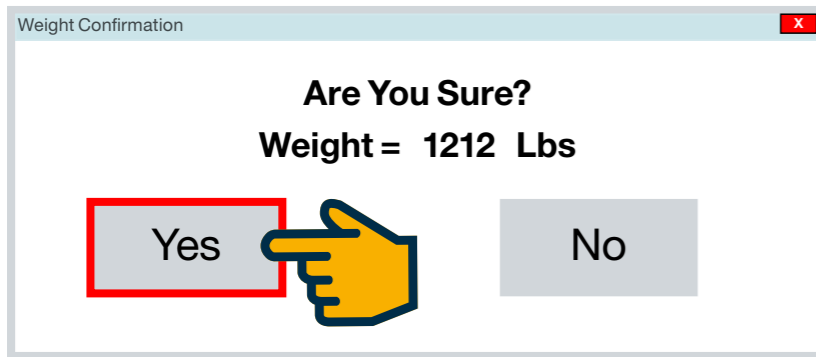 Weight Confirmation
X
Are You Sure?
Weight = 1212 Lbs
Yes
No